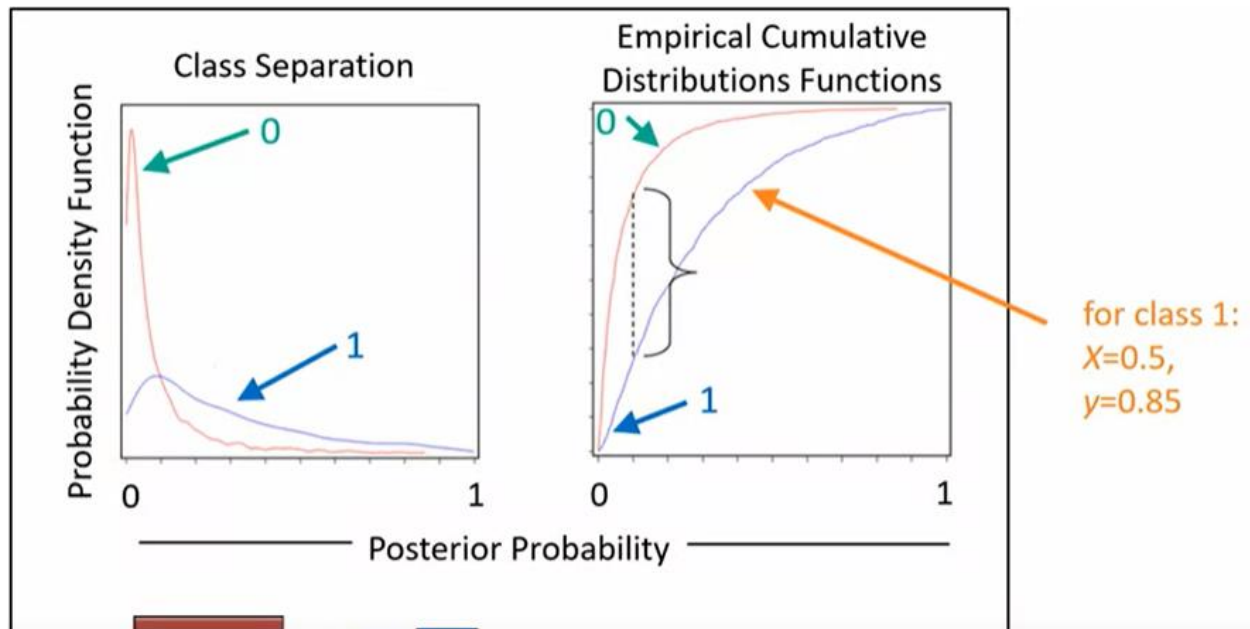 Class Separation
Empirical Cumulative
Distributions Functions
Probability Density Function
0
1
0
1
0
1
0
1
Posterior Probability
for class 1:
X=0.5,
y=0.85